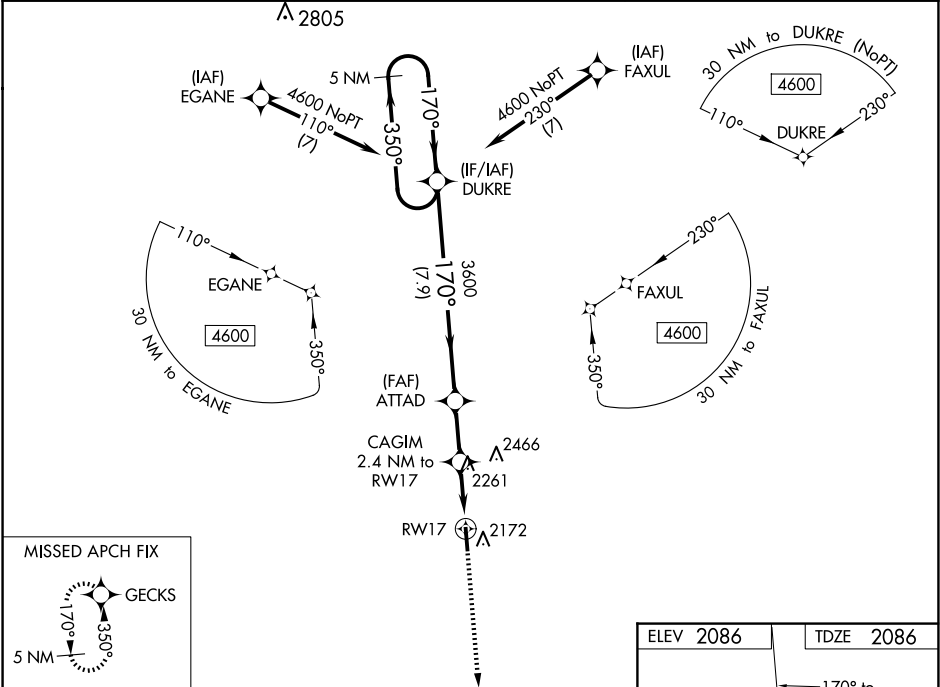 2805
(IAF)
EGANE
4600 NoPT
110°
(7)
5 NM
170°
350°
(IAF)
FAXUL
4600 NoPT
230°
(7)
(IF/IAF)
DUKRE
30 NM to DUKRE (NoPT)
4600
110°
230°
DUKRE
110°
EGANE
4600
350°
30 NM to EGANE
3600
170°
(7.9)
230°
FAXUL
4600
350°
30 NM to FAXUL
(FAF)
ATTAD
CAGIM
2.4 NM to
RW17
2466
2261
RW17
2172
MISSED APCH FIX
GECKS
170°
350°
5 NM
ELEV 2086
TDZE 2086
170° to